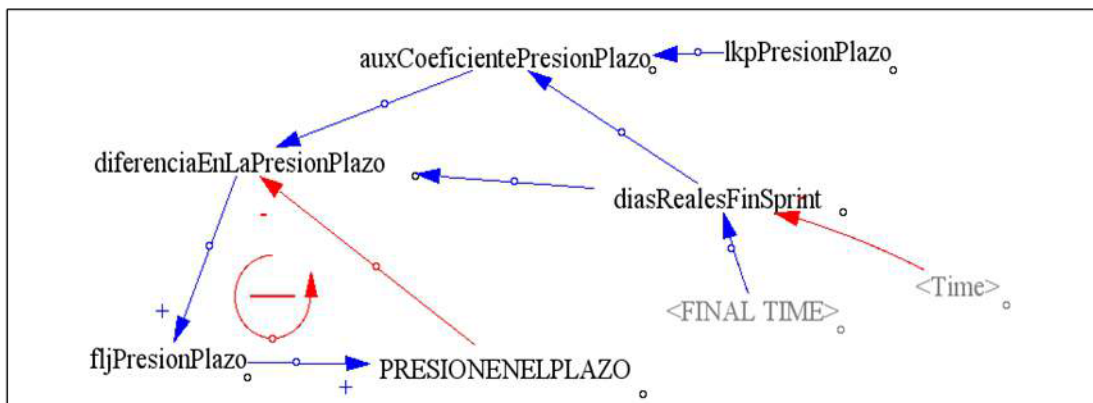 auxCoeficientePresionPlazo
lkpPresionPlazo
diferenciaEnLaPresionPlazo
diasRealesFinSprint
-
-
<Time>
<FINAL TIME>
+
fljPresionPlazo
+
PRESIONENELPLAZO